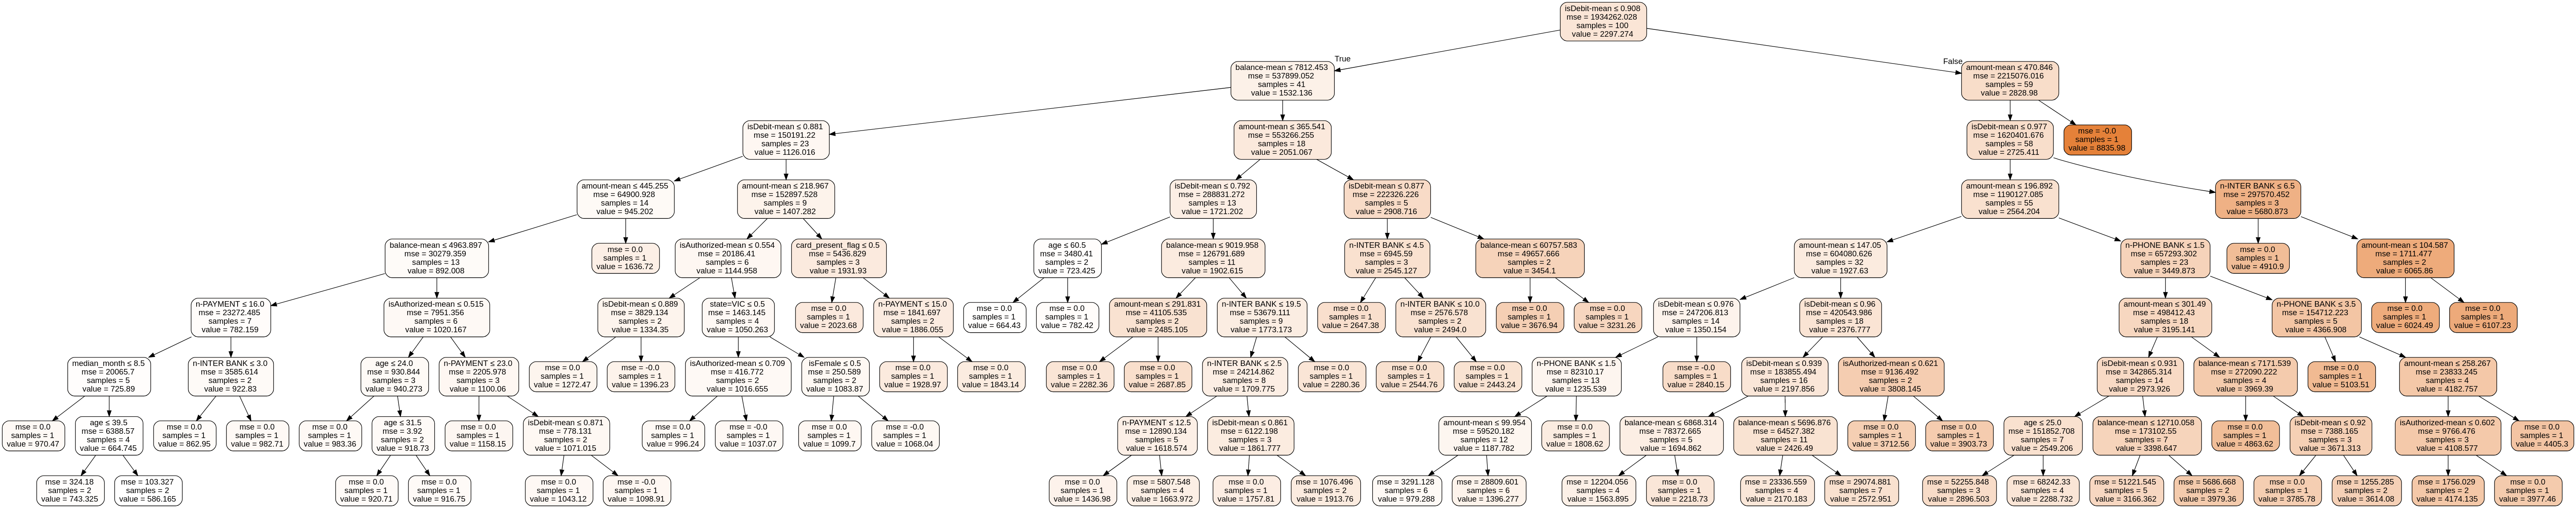 isDebit-mean ≤ 0.908
mse = 1934262.028
samples = 100
value = 2297.274
True
False
balance-mean ≤ 7812.453
mse = 537899.052
samples = 41
value = 1532.136
amount-mean ≤ 470.846
mse = 2215076.016
samples = 59
value = 2828.98
isDebit-mean ≤ 0.881
mse = 150191.22
samples = 23
value = 1126.016
amount-mean ≤ 365.541
mse = 553266.255
samples = 18
value = 2051.067
isDebit-mean ≤ 0.977
mse = 1620401.676
samples = 58
value = 2725.411
mse = -0.0
samples = 1
value = 8835.98
amount-mean ≤ 445.255
mse = 64900.928
samples = 14
value = 945.202
amount-mean ≤ 218.967
mse = 152897.528
samples = 9
value = 1407.282
isDebit-mean ≤ 0.792
mse = 288831.272
samples = 13
value = 1721.202
isDebit-mean ≤ 0.877
mse = 222326.226
samples = 5
value = 2908.716
amount-mean ≤ 196.892
mse = 1190127.085
samples = 55
value = 2564.204
n-INTER BANK ≤ 6.5
mse = 297570.452
samples = 3
value = 5680.873
balance-mean ≤ 4963.897
mse = 30279.359
samples = 13
value = 892.008
mse = 0.0
samples = 1
value = 1636.72
isAuthorized-mean ≤ 0.554
mse = 20186.41
samples = 6
value = 1144.958
card_present_flag ≤ 0.5
mse = 5436.829
samples = 3
value = 1931.93
age ≤ 60.5
mse = 3480.41
samples = 2
value = 723.425
balance-mean ≤ 9019.958
mse = 126791.689
samples = 11
value = 1902.615
n-INTER BANK ≤ 4.5
mse = 6945.59
samples = 3
value = 2545.127
balance-mean ≤ 60757.583
mse = 49657.666
samples = 2
value = 3454.1
amount-mean ≤ 147.05
mse = 604080.626
samples = 32
value = 1927.63
n-PHONE BANK ≤ 1.5
mse = 657293.302
samples = 23
value = 3449.873
mse = 0.0
samples = 1
value = 4910.9
amount-mean ≤ 104.587
mse = 1711.477
samples = 2
value = 6065.86
n-PAYMENT ≤ 16.0
mse = 23272.485
samples = 7
value = 782.159
isAuthorized-mean ≤ 0.515
mse = 7951.356
samples = 6
value = 1020.167
isDebit-mean ≤ 0.889
mse = 3829.134
samples = 2
value = 1334.35
state=VIC ≤ 0.5
mse = 1463.145
samples = 4
value = 1050.263
mse = 0.0
samples = 1
value = 2023.68
n-PAYMENT ≤ 15.0
mse = 1841.697
samples = 2
value = 1886.055
mse = 0.0
samples = 1
value = 664.43
mse = 0.0
samples = 1
value = 782.42
amount-mean ≤ 291.831
mse = 41105.535
samples = 2
value = 2485.105
n-INTER BANK ≤ 19.5
mse = 53679.111
samples = 9
value = 1773.173
mse = 0.0
samples = 1
value = 2647.38
n-INTER BANK ≤ 10.0
mse = 2576.578
samples = 2
value = 2494.0
mse = 0.0
samples = 1
value = 3676.94
mse = 0.0
samples = 1
value = 3231.26
isDebit-mean ≤ 0.976
mse = 247206.813
samples = 14
value = 1350.154
isDebit-mean ≤ 0.96
mse = 420543.986
samples = 18
value = 2376.777
amount-mean ≤ 301.49
mse = 498412.43
samples = 18
value = 3195.141
n-PHONE BANK ≤ 3.5
mse = 154712.223
samples = 5
value = 4366.908
mse = 0.0
samples = 1
value = 6024.49
mse = 0.0
samples = 1
value = 6107.23
median_month ≤ 8.5
mse = 20065.7
samples = 5
value = 725.89
n-INTER BANK ≤ 3.0
mse = 3585.614
samples = 2
value = 922.83
age ≤ 24.0
mse = 930.844
samples = 3
value = 940.273
n-PAYMENT ≤ 23.0
mse = 2205.978
samples = 3
value = 1100.06
mse = 0.0
samples = 1
value = 1272.47
mse = -0.0
samples = 1
value = 1396.23
isAuthorized-mean ≤ 0.709
mse = 416.772
samples = 2
value = 1016.655
isFemale ≤ 0.5
mse = 250.589
samples = 2
value = 1083.87
mse = 0.0
samples = 1
value = 1928.97
mse = 0.0
samples = 1
value = 1843.14
mse = 0.0
samples = 1
value = 2282.36
mse = 0.0
samples = 1
value = 2687.85
n-INTER BANK ≤ 2.5
mse = 24214.862
samples = 8
value = 1709.775
mse = 0.0
samples = 1
value = 2280.36
mse = 0.0
samples = 1
value = 2544.76
mse = 0.0
samples = 1
value = 2443.24
n-PHONE BANK ≤ 1.5
mse = 82310.17
samples = 13
value = 1235.539
mse = -0.0
samples = 1
value = 2840.15
isDebit-mean ≤ 0.939
mse = 183855.494
samples = 16
value = 2197.856
isAuthorized-mean ≤ 0.621
mse = 9136.492
samples = 2
value = 3808.145
isDebit-mean ≤ 0.931
mse = 342865.314
samples = 14
value = 2973.926
balance-mean ≤ 7171.539
mse = 272090.222
samples = 4
value = 3969.39
mse = 0.0
samples = 1
value = 5103.51
amount-mean ≤ 258.267
mse = 23833.245
samples = 4
value = 4182.757
mse = 0.0
samples = 1
value = 970.47
age ≤ 39.5
mse = 6388.57
samples = 4
value = 664.745
mse = 0.0
samples = 1
value = 862.95
mse = 0.0
samples = 1
value = 982.71
mse = 0.0
samples = 1
value = 983.36
age ≤ 31.5
mse = 3.92
samples = 2
value = 918.73
mse = 0.0
samples = 1
value = 1158.15
isDebit-mean ≤ 0.871
mse = 778.131
samples = 2
value = 1071.015
mse = 0.0
samples = 1
value = 996.24
mse = -0.0
samples = 1
value = 1037.07
mse = 0.0
samples = 1
value = 1099.7
mse = -0.0
samples = 1
value = 1068.04
n-PAYMENT ≤ 12.5
mse = 12890.134
samples = 5
value = 1618.574
isDebit-mean ≤ 0.861
mse = 6122.198
samples = 3
value = 1861.777
amount-mean ≤ 99.954
mse = 59520.182
samples = 12
value = 1187.782
mse = 0.0
samples = 1
value = 1808.62
balance-mean ≤ 6868.314
mse = 78372.665
samples = 5
value = 1694.862
balance-mean ≤ 5696.876
mse = 64527.382
samples = 11
value = 2426.49
mse = 0.0
samples = 1
value = 3712.56
mse = 0.0
samples = 1
value = 3903.73
age ≤ 25.0
mse = 151852.708
samples = 7
value = 2549.206
balance-mean ≤ 12710.058
mse = 173102.55
samples = 7
value = 3398.647
mse = 0.0
samples = 1
value = 4863.62
isDebit-mean ≤ 0.92
mse = 7388.165
samples = 3
value = 3671.313
isAuthorized-mean ≤ 0.602
mse = 9766.476
samples = 3
value = 4108.577
mse = 0.0
samples = 1
value = 4405.3
mse = 324.18
samples = 2
value = 743.325
mse = 103.327
samples = 2
value = 586.165
mse = 0.0
samples = 1
value = 920.71
mse = 0.0
samples = 1
value = 916.75
mse = 0.0
samples = 1
value = 1043.12
mse = -0.0
samples = 1
value = 1098.91
mse = 0.0
samples = 1
value = 1436.98
mse = 5807.548
samples = 4
value = 1663.972
mse = 0.0
samples = 1
value = 1757.81
mse = 1076.496
samples = 2
value = 1913.76
mse = 3291.128
samples = 6
value = 979.288
mse = 28809.601
samples = 6
value = 1396.277
mse = 12204.056
samples = 4
value = 1563.895
mse = 0.0
samples = 1
value = 2218.73
mse = 23336.559
samples = 4
value = 2170.183
mse = 29074.881
samples = 7
value = 2572.951
mse = 52255.848
samples = 3
value = 2896.503
mse = 68242.33
samples = 4
value = 2288.732
mse = 51221.545
samples = 5
value = 3166.362
mse = 5686.668
samples = 2
value = 3979.36
mse = 0.0
samples = 1
value = 3785.78
mse = 1255.285
samples = 2
value = 3614.08
mse = 1756.029
samples = 2
value = 4174.135
mse = 0.0
samples = 1
value = 3977.46